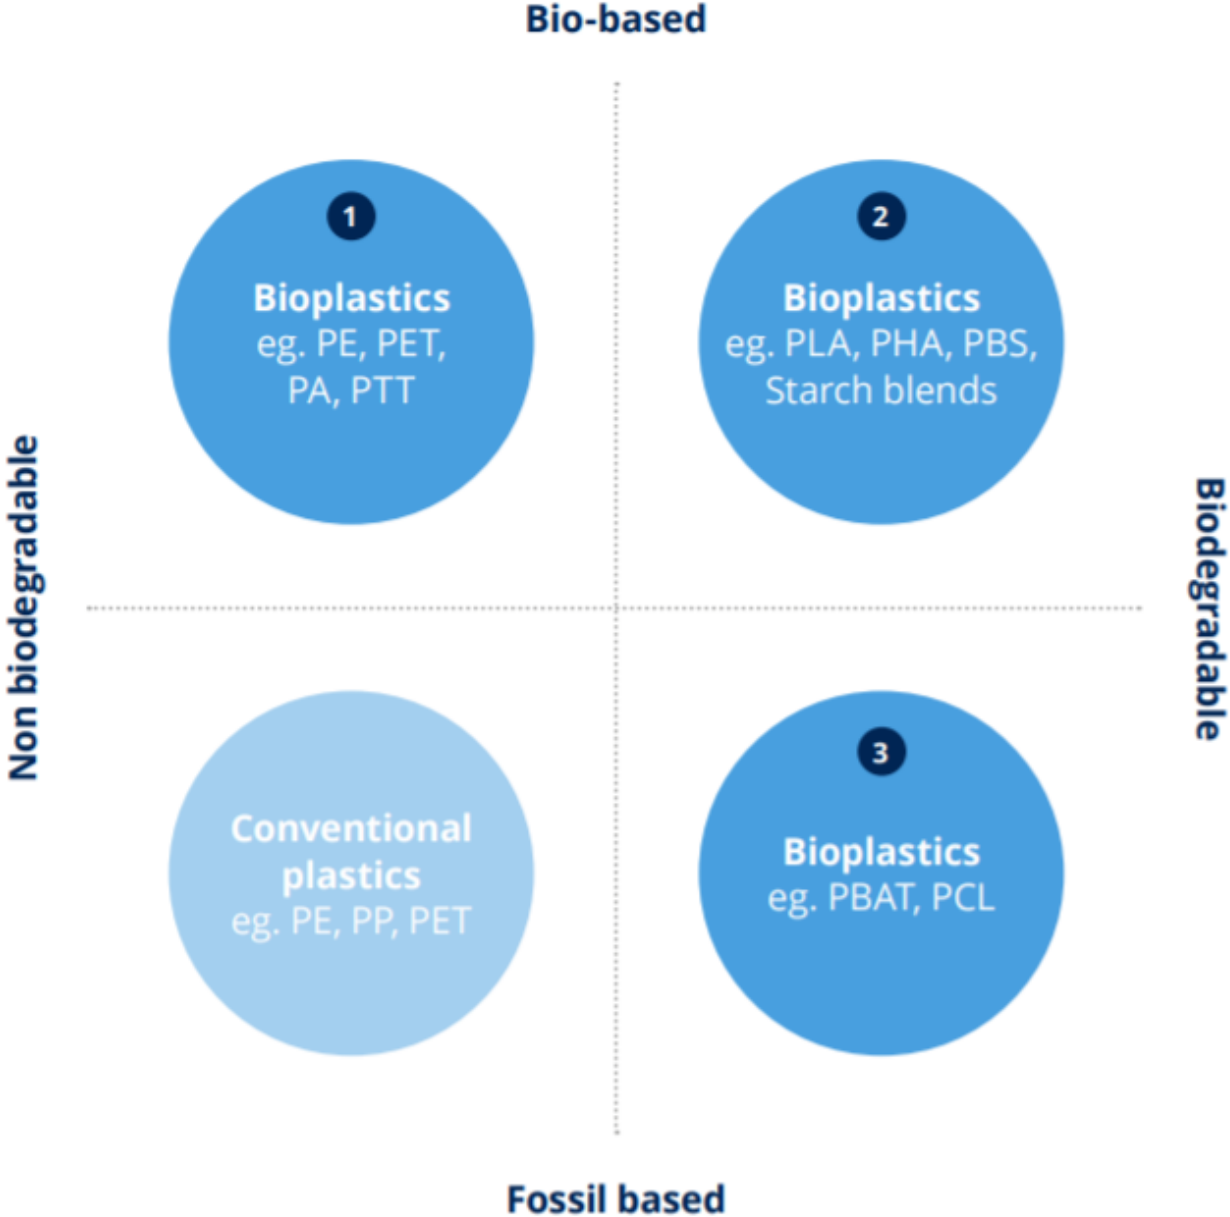 Bio-based
1
Bioplastics
eg. PE, PET,
PA, PTT
2
Bioplastics
eg. PLA, PHA, PBS,
Starch blends
Non biodegradable
Biodegradable
Conventional
plastics
eg. PE, PP, PET
3
Bioplastics
eg. PBAT, PCL
Fossil based